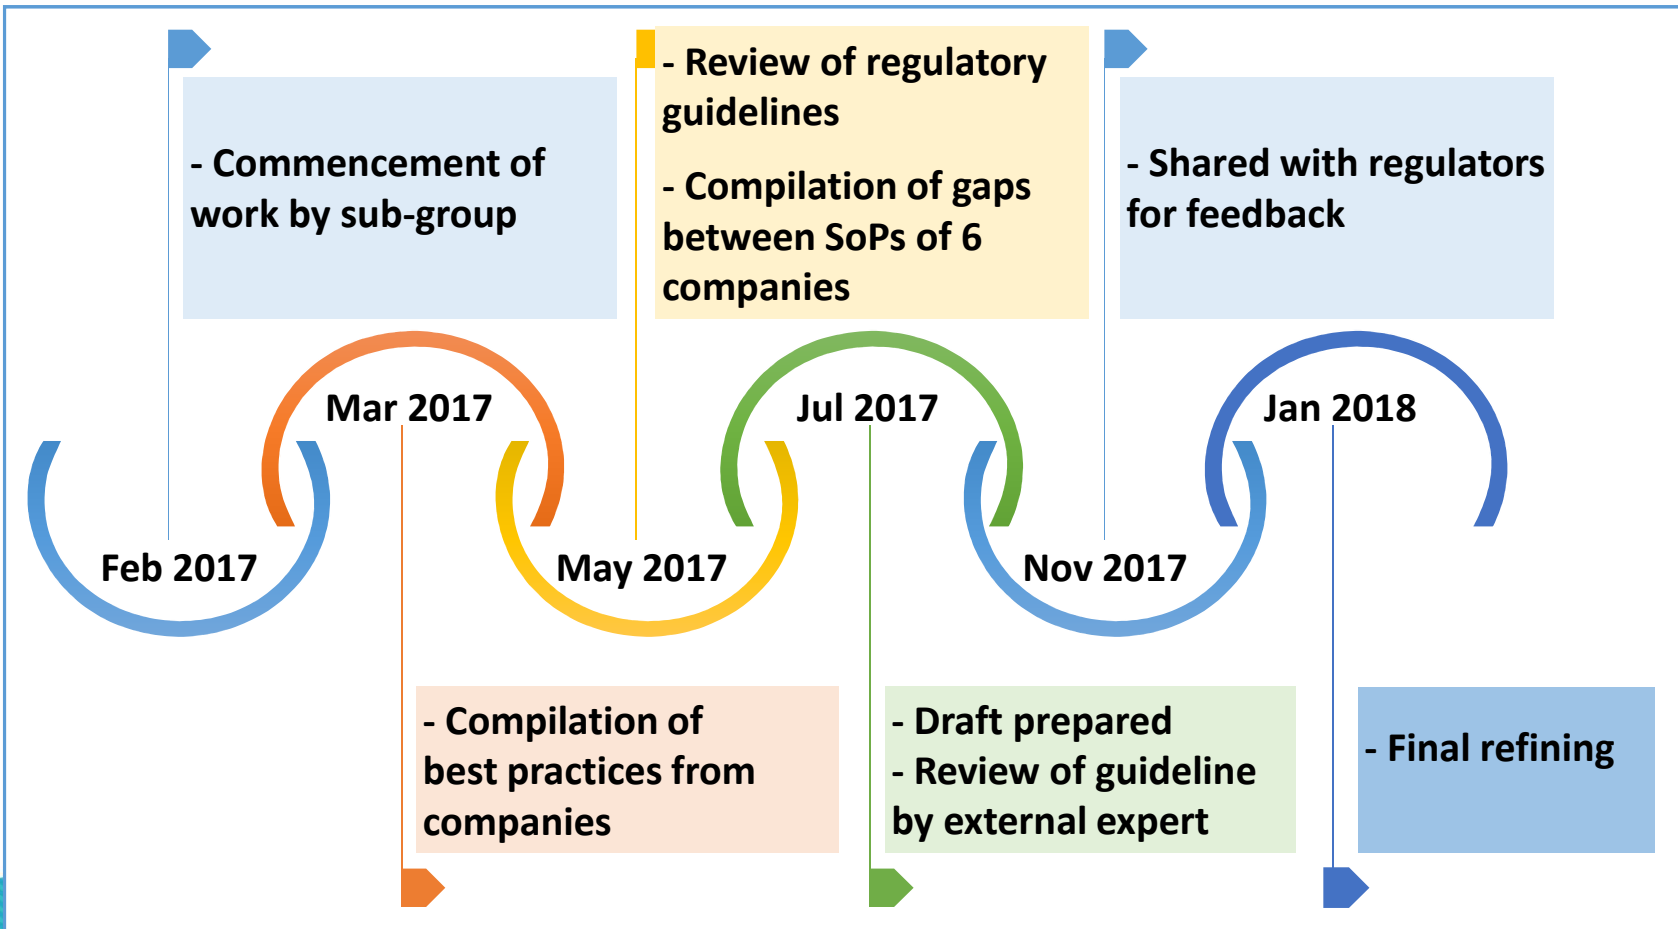 - Commencement of
work by sub-group
- Review of regulatory
guidelines
- Compilation of gaps
between SoPs of 6
companies
- Shared with regulators
for feedback
Mar 2017
Jul 2017
Jan 2018
Feb 2017
May 2017
Nov 2017
- Compilation of
best practices from
companies
- Draft prepared
- Review of guideline
by external expert
- Final refining